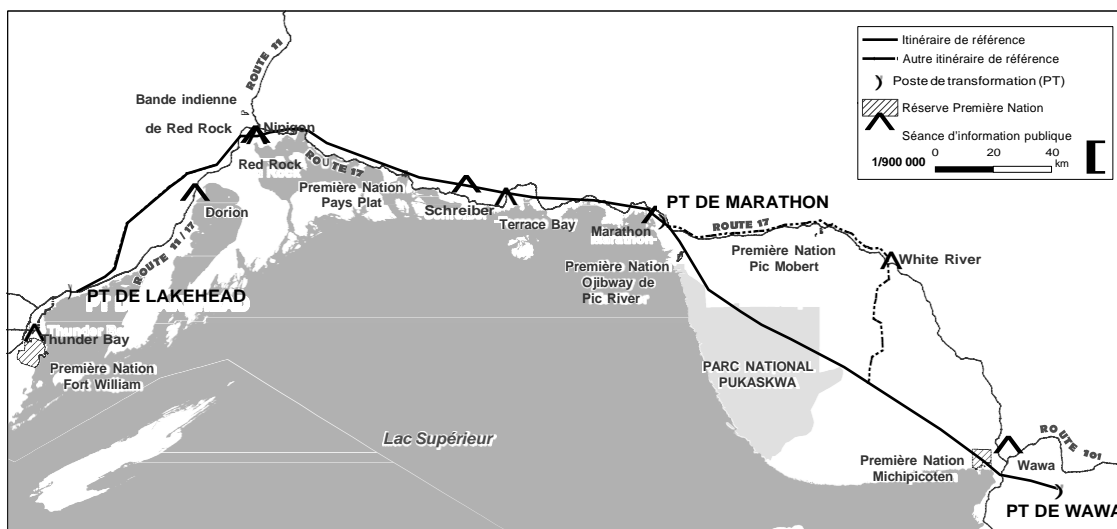 ROUTE 11
Itinéraire de référence
Autre itinéraire de référence
Poste de transformation (PT)
Réserve Première Nation
Séance d'information publique
1/900 000
0 20 40
km
Bande indienne
de Red Rock
Nipigon
Red Rock
ROUTE 17
Première Nation
Pays Plat
Dorion
ROUTE 11/17
Schreiber
Terrace Bay
Marathon
PT DE MARATHON
ROUTE 17
Première Nation
Pic Mobert
White River
Première Nation
Ojibway de
Pic River
PT DE LAKEHEAD
Thunder Bay
Première Nation
Fort William
PARC NATIONAL
PUKASKWA
Lac Supérieur
ROUTE 101
Première Nation
Michipicoten
Wawa
PT DE WAWA